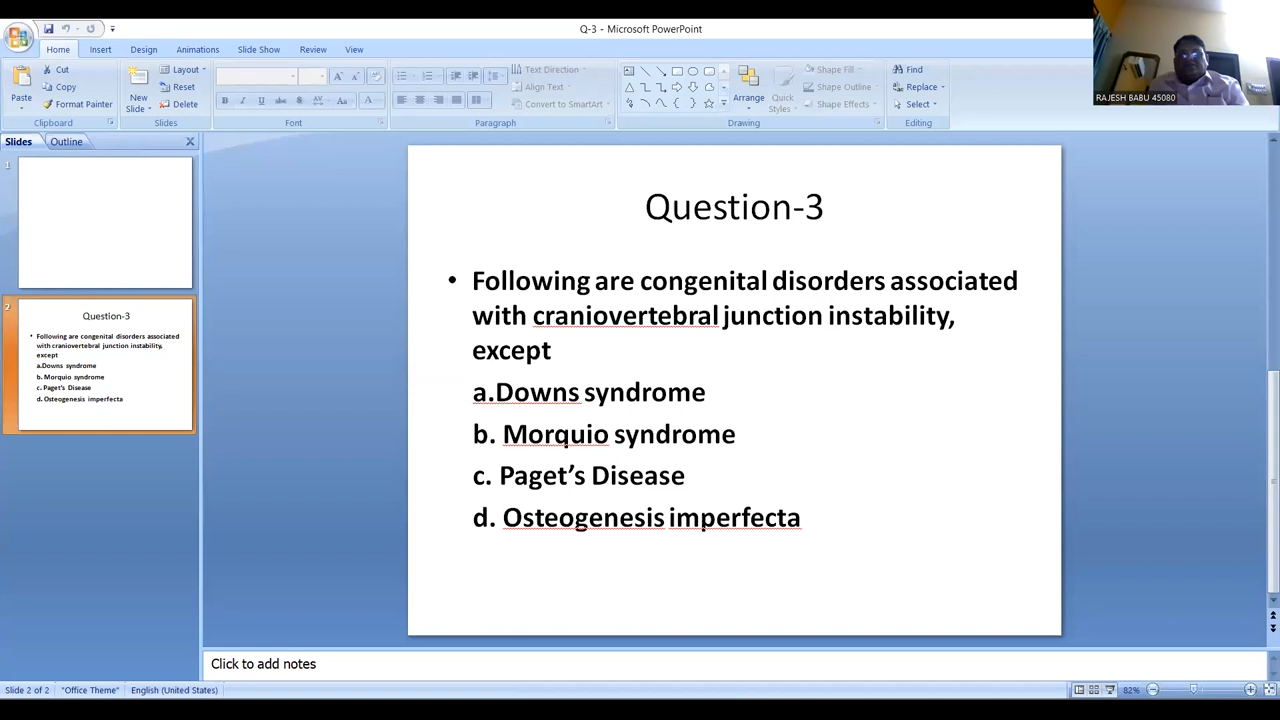 Q-3 - Microsoft PowerPoint
Home Insert Design Animations Slide Show Review View
Paste
Cut
Copy
Format Painter
Clipboard
New
Slide
Layout
Reset
Delete
Slides
Font
Text Direction
Align Text
Convert to SmartArt
Paragraph
Arrange
Quick
Styles
Shape Fill
Shape Outline
Shape Effects
Drawing
Find
Replace
Select
Editing
RAJESH BABU 45080
Slides Outline
1
2
Question-3
• Following are congenital disorders associated
with craniovertebral junction instability,
except
a.Downs syndrome
b. Morquio syndrome
c. Paget's Disease
d. Osteogenesis imperfecta
Question-3
• Following are congenital disorders associated
with craniovertebral junction instability,
except
a.Downs syndrome
b. Morquio syndrome
c. Paget’s Disease
d. Osteogenesis imperfecta
Click to add notes
Slide 2 of 2 "Office Theme" English (United States) 82%